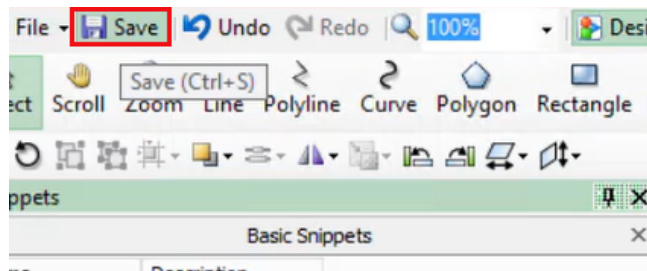 File Save Undo Redo 100% Desi
Save (Ctrl+S)
ect Scroll Zoom Line Polyline Curve Polygon Rectangle
ppets
Basic Snippets
Description